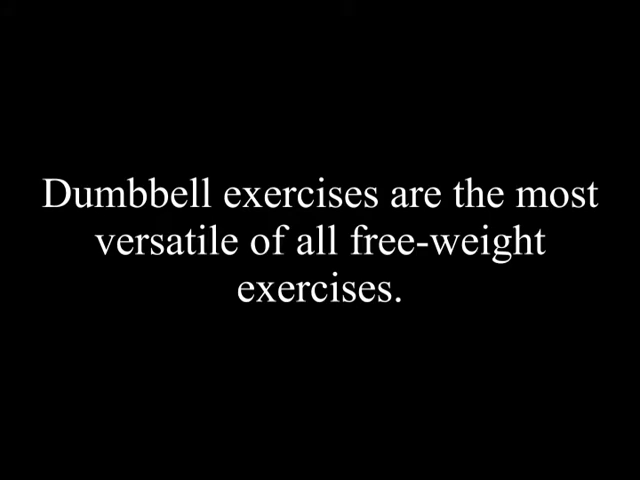 Dumbbell exercises are the most
versatile of all free-weight
exercises.